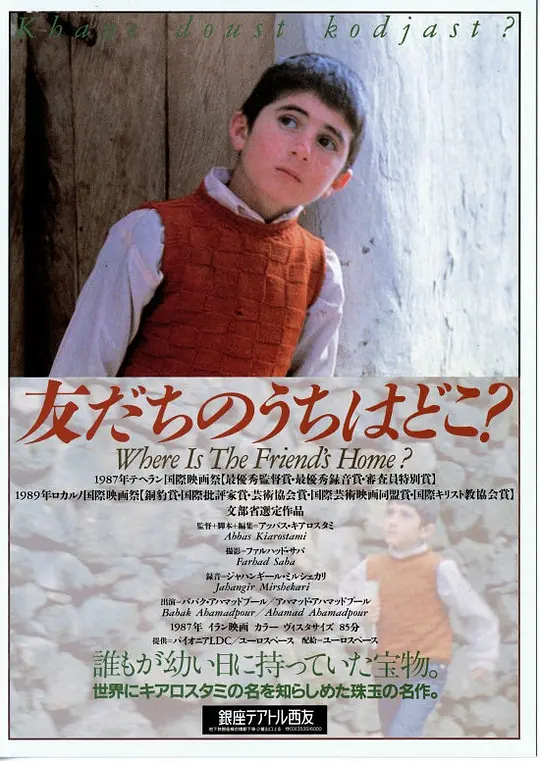 Khane doust kodjast?
友だちのうちはどこ?
Where Is The Friend's Home?
1987年テヘラン国際映画祭【最優秀監督賞・最優秀録音賞・審査員特別賞】
1989年ロカルノ国際映画祭【銅豹賞・国際批評家賞・芸術協会賞・国際芸術映画同盟賞・国際キリスト教協会賞】
文部省選定作品
監督+脚本+編集=アッバス・キアロスタミ
Abbas Kiarostami
撮影=ファルハッド・サバ
Farhad Saba
録音=ジャハンギール・ミルシェカリ
Jahangir Mirshekari
出演=ババク・アハマッドプール/アハマッド・アハマッドプール
Babak Ahamadpour/Ahamad Ahamadpour
1987年 イラン映画 カラー ヴィスタサイズ 85分
提供=パイオニアLDC/ユーロスペース 配給=ユーロスペース
誰もが幼い日に持っていた宝物。
世界にキアロスタミの名を知らしめた珠玉の名作。
銀座テアトル西友